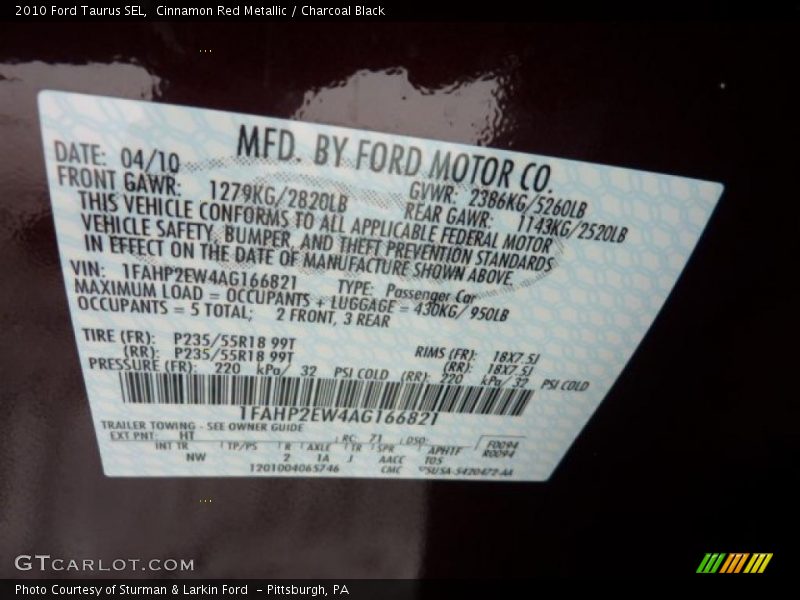 2010 Ford Taurus SEL,  Cinnamon Red Metallic / Charcoal Black
MFD. BY FORD MOTOR CO.
DATE: 04/10 GVWR: 2386KG/5260LB
FRONT GAWR: 1279KG/2820LB REAR GAWR: 1143KG/2520LB
THIS VEHICLE CONFORMS TO ALL APPLICABLE FEDERAL MOTOR
VEHICLE SAFETY, BUMPER, AND THEFT PREVENTION STANDARDS
IN EFFECT ON THE DATE OF MANUFACTURE SHOWN ABOVE.
VIN: 1FAHP2EW4AG166821 TYPE: Passenger Car
MAXIMUM LOAD = OCCUPANTS + LUGGAGE = 430KG/ 950LB
OCCUPANTS = 5 TOTAL; 2 FRONT, 3 REAR
TIRE (FR): P235/55R18 99T RIMS (FR): 18X7.5J
(RR): P235/55R18 99T (RR): 18X7.5J
PRESSURE (FR): 220 kPa/ 32 PSI COLD (RR): 220 kPa/ 32 PSI COLD
1FAHP2EW4AG166821
TRAILER TOWING - SEE OWNER GUIDE
EXT PNT: HT RC: 71 DSO: F0094
INT TR TP/PS R AXLE TR SPR APHTF R0094
NW 2 1A J AACC T05
1201004065746 CMC
GTCARLOT.COM
Photo Courtesy of Sturman & Larkin Ford  - Pittsburgh, PA